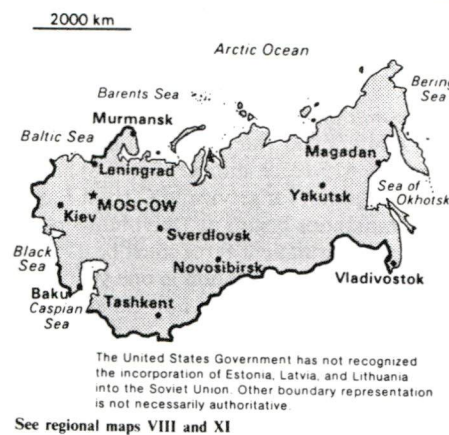 2000 km
Arctic Ocean
Bering
Sea
Barents Sea
Murmansk
Baltic Sea
Leningrad
Magadan
MOSCOW
Yakutsk
Sea of
Okhotsk
Kiev
Sverdlovsk
Black
Sea
Novosibirsk
Vladivostok
Baku
Tashkent
Caspian
Sea
The United States Government has not recognized
the incorporation of Estonia, Latvia, and Lithuania
into the Soviet Union. Other boundary representation
is not necessarily authoritative.
See regional maps VIII and XI